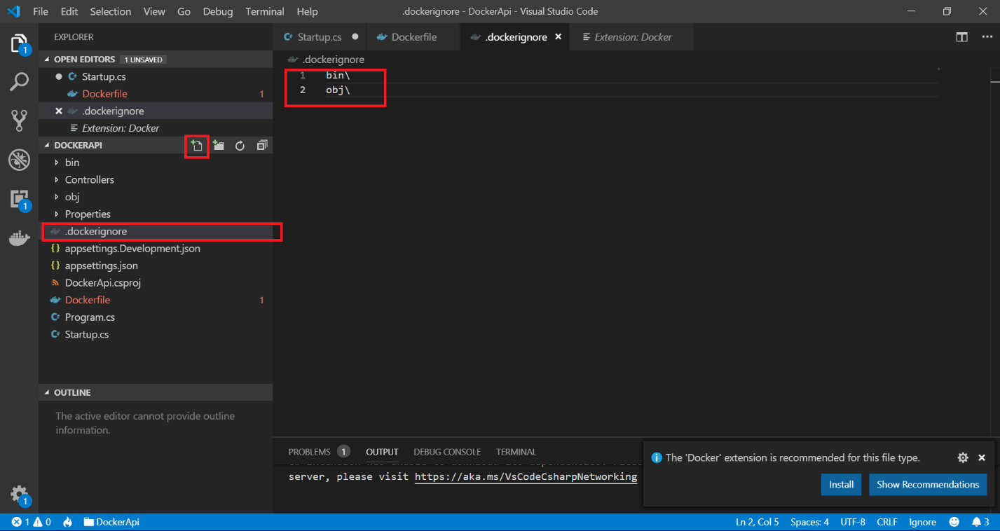 File Edit Selection View Go Debug Terminal Help .dockerignore - DockerApi - Visual Studio Code
EXPLORER
Startup.cs Dockerfile .dockerignore Extension: Docker
OPEN EDITORS 1 UNSAVED
.dockerignore
Startup.cs
1 bin\
Dockerfile 1
2 obj\
.dockerignore
Extension: Docker
DOCKERAPI
bin
Controllers
obj
Properties
.dockerignore
{} appsettings.Development.json
{} appsettings.json
DockerApi.csproj
Dockerfile 1
Program.cs
Startup.cs
OUTLINE
The active editor cannot provide outline
information.
PROBLEMS 1 OUTPUT DEBUG CONSOLE TERMINAL
server, please visit https://aka.ms/VsCodeCsharpNetworking
The 'Docker' extension is recommended for this file type.
Install Show Recommendations
1
1
1
1 0 DockerApi Ln 2, Col 5 Spaces: 4 UTF-8 CRLF Ignore 3